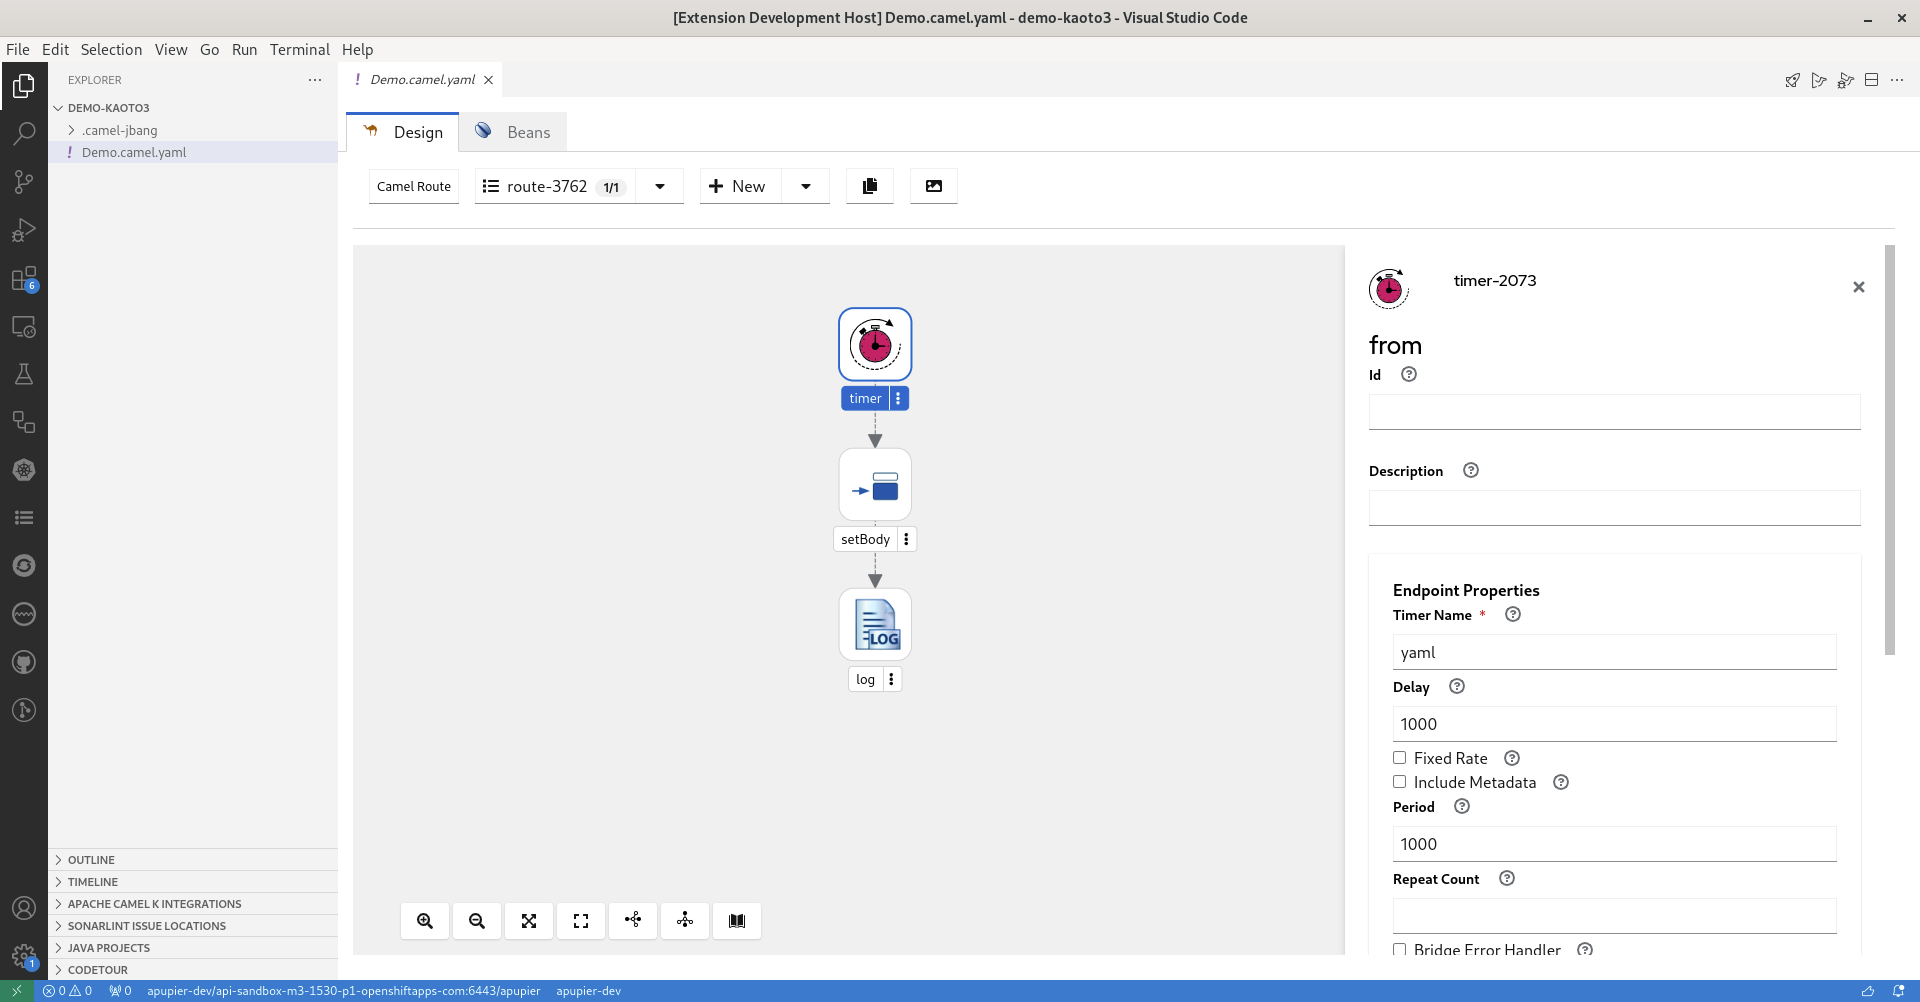 [Extension Development Host] Demo.camel.yaml - demo-kaoto3 - Visual Studio Code
File Edit Selection View Go Run Terminal Help
EXPLORER
DEMO-KAOTO3
.camel-jbang
! Demo.camel.yaml
6
OUTLINE
TIMELINE
APACHE CAMEL K INTEGRATIONS
SONARLINT ISSUE LOCATIONS
JAVA PROJECTS
CODETOUR
1
! Demo.camel.yaml
Design Beans
Camel Route route-3762 1/1 New
timer
setBody
LOG
log
timer-2073
from
Id
Description
Endpoint Properties
Timer Name *
yaml
Delay
1000
Fixed Rate
Include Metadata
Period
1000
Repeat Count
Bridge Error Handler
0 0 0 apupier-dev/api-sandbox-m3-1530-p1-openshiftapps-com:6443/apupier apupier-dev